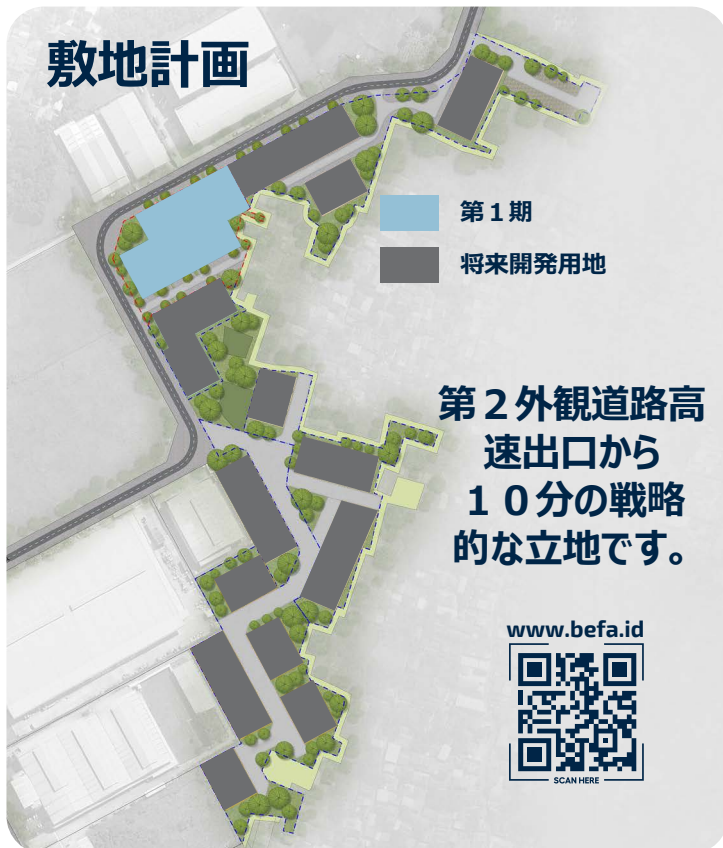 敷地計画
第１期
将来開発用地
第２外観道路高
速出口から
１０分の戦略
的な立地です。
www.befa.id
SCAN HERE